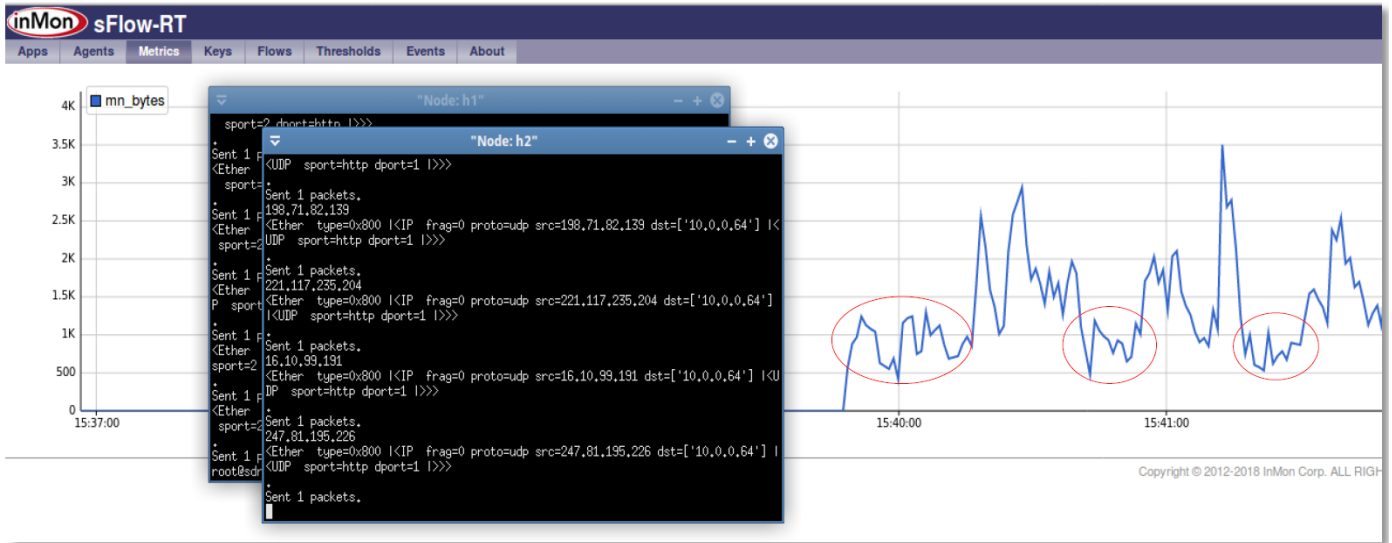 inMon sFlow-RT
Apps Agents Metrics Keys Flows Thresholds Events About
4K
mn_bytes
3.5K
3K
2.5K
2K
1.5K
1K
500
0
15:37:00
15:40:00
15:41:00
"Node: h1"
sport=2 dport=http |>>>
.
Sent 1 p
<Ether
sport=
.
Sent 1 p
<Ether
sport=2
.
Sent 1 p
<Ether
P sport
.
Sent 1 p
<Ether
sport=2
.
Sent 1 p
<Ether
sport=2
.
Sent 1 p
root@sdn
"Node: h2"
<UDP sport=http dport=1 |>>>
.
Sent 1 packets.
198.71.82.139
<Ether type=0x800 |<IP frag=0 proto=udp src=198.71.82.139 dst=['10.0.0.64'] |<
UDP sport=http dport=1 |>>>
.
Sent 1 packets.
221.117.235.204
<Ether type=0x800 |<IP frag=0 proto=udp src=221.117.235.204 dst=['10.0.0.64']
|<UDP sport=http dport=1 |>>>
.
Sent 1 packets.
16.10.99.191
<Ether type=0x800 |<IP frag=0 proto=udp src=16.10.99.191 dst=['10.0.0.64'] |<U
DP sport=http dport=1 |>>>
.
Sent 1 packets.
247.81.195.226
<Ether type=0x800 |<IP frag=0 proto=udp src=247.81.195.226 dst=['10.0.0.64'] |
<UDP sport=http dport=1 |>>>
.
Sent 1 packets.
Copyright © 2012-2018 InMon Corp. ALL RIGH